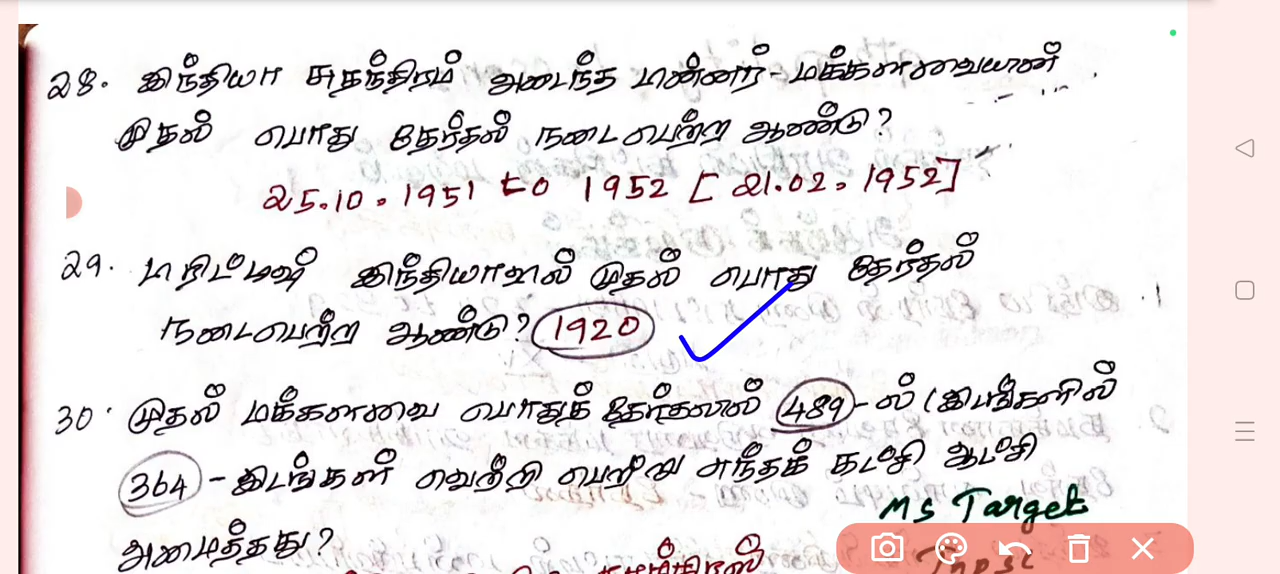 28. இந்தியா சுதந்திரம் அடைந்த பின்னர் - மக்களவையின்
முதல் பொது தேர்தல் நடைபெற்ற ஆண்டு?
25.10.1951 to 1952 [21.02.1952]
29. பிரிட்டிஷ் இந்தியாவில் முதல் பொது தேர்தல்
நடைபெற்ற ஆண்டு? 1920
30. முதல் மக்களவை பொதுத் தேர்தலில் 489-ல் இடங்களில்
364 - இடங்கள் வெற்றி பெற்று எந்தக் கட்சி ஆட்சி
Ms Target
அமைத்தது?
Tnpsc